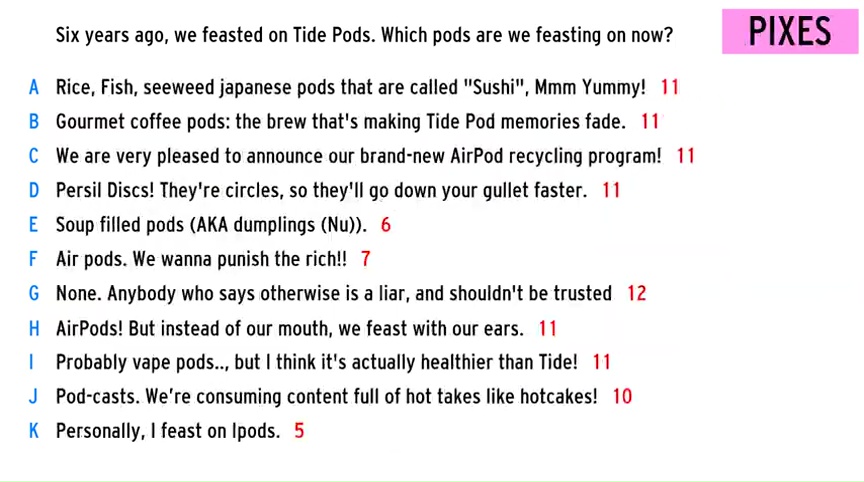 Six years ago, we feasted on Tide Pods. Which pods are we feasting on now?
PIXES
A Rice, Fish, seeweed japanese pods that are called "Sushi", Mmm Yummy! 11
B Gourmet coffee pods: the brew that's making Tide Pod memories fade. 11
C We are very pleased to announce our brand-new AirPod recycling program! 11
D Persil Discs! They're circles, so they'll go down your gullet faster. 11
E Soup filled pods (AKA dumplings (Nu)). 6
F Air pods. We wanna punish the rich!! 7
G None. Anybody who says otherwise is a liar, and shouldn't be trusted 12
H AirPods! But instead of our mouth, we feast with our ears. 11
I Probably vape pods.., but I think it's actually healthier than Tide! 11
J Pod-casts. We’re consuming content full of hot takes like hotcakes! 10
K Personally, I feast on Ipods. 5